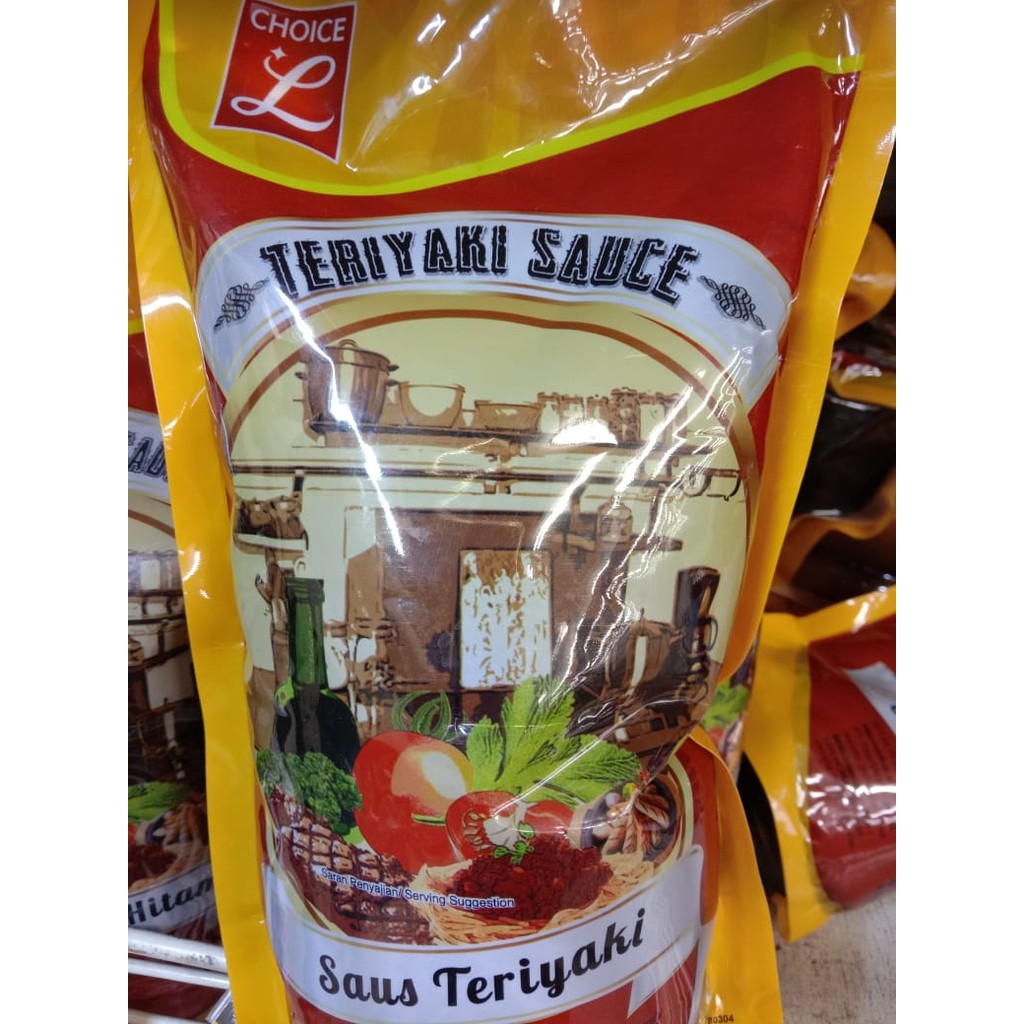 CHOICE
L
TERIYAKI SAUCE
Saran Penyajian/ Serving Suggestion
Saus Teriyaki
Hitam